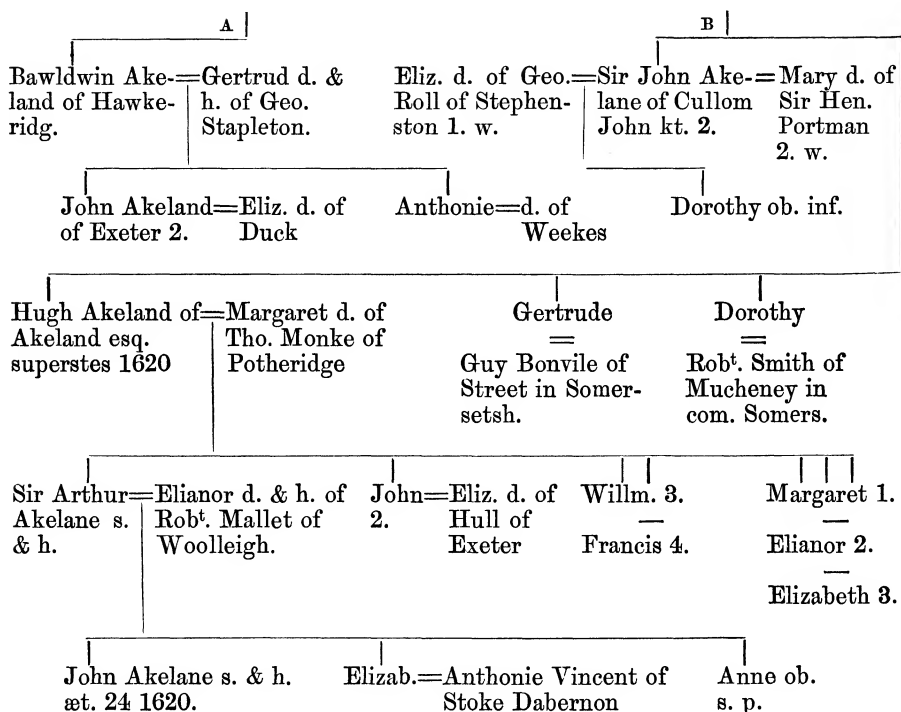 A B
Bawldwin Ake-=Gertrud d. & Eliz. d. of Geo.=Sir John Ake-=Mary d. of
land of Hawke- h. of Geo. Roll of Stephen- lane of Cullom Sir Hen.
ridg. Stapleton. ston 1. w. John kt. 2. Portman
2. w.
John Akeland=Eliz. d. of Anthonie=d. of Dorothy ob. inf.
of Exeter 2. Duck Weekes
Hugh Akeland of=Margaret d. of Gertrude Dorothy
Akeland esq. Tho. Monke of = =
superstes 1620 Potheridge Guy Bonvile of Robt. Smith of
Street in Somer- Mucheney in
setsh. com. Somers.
Sir Arthur=Elianor d. & h. of John=Eliz. d. of Willm. 3. Margaret 1.
Akelane s. Robt. Mallet of 2. Hull of — —
& h. Woolleigh. Exeter Francis 4. Elianor 2.
—
Elizabeth 3.
John Akelane s. & h. Elizab.=Anthonie Vincent of Anne ob.
æt. 24 1620. Stoke Dabernon s. p.